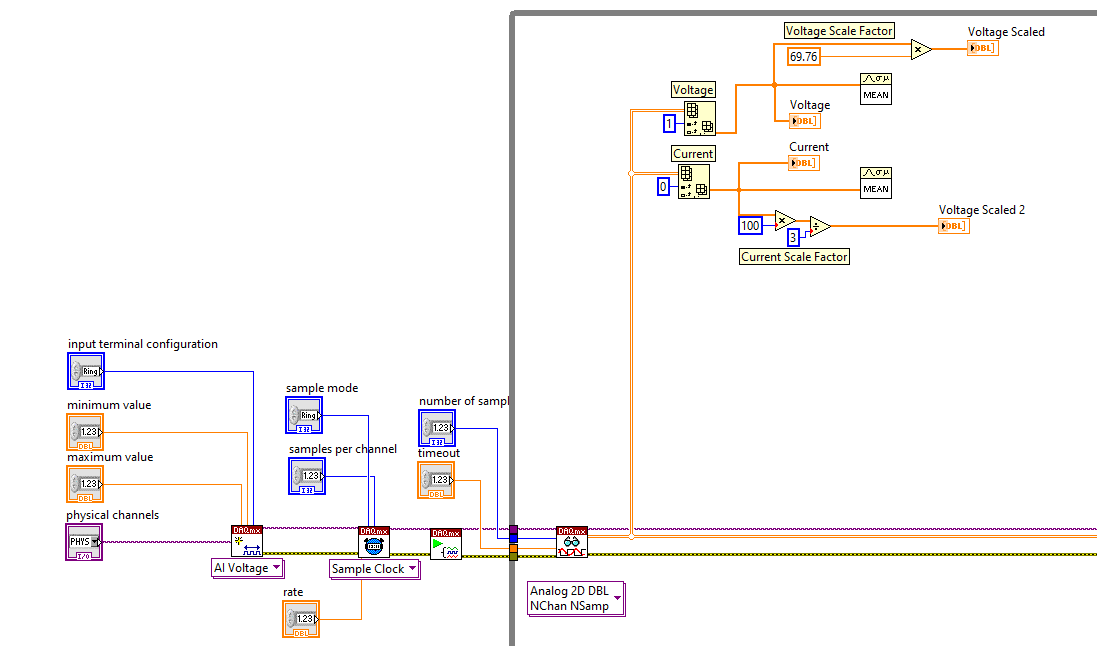 Voltage Scale Factor
69.76
×
Voltage Scaled
DBL]
MEAN
Voltage
1
Voltage
DBL]
Current
0
Current
DBL]
MEAN
100
×
3
÷
Voltage Scaled 2
DBL]
Current Scale Factor
input terminal configuration
Ring
I32
minimum value
1.23
DBL
maximum value
1.23
DBL
physical channels
PHYS
I/O
DAQmx
AI Voltage
sample mode
Ring
I32
samples per channel
1.23
I32
DAQmx
Sample Clock
rate
1.23
DBL
number of sampl
1.23
I32
timeout
1.23
DBL
DAQmx
DAQmx
Analog 2D DBL
NChan NSamp